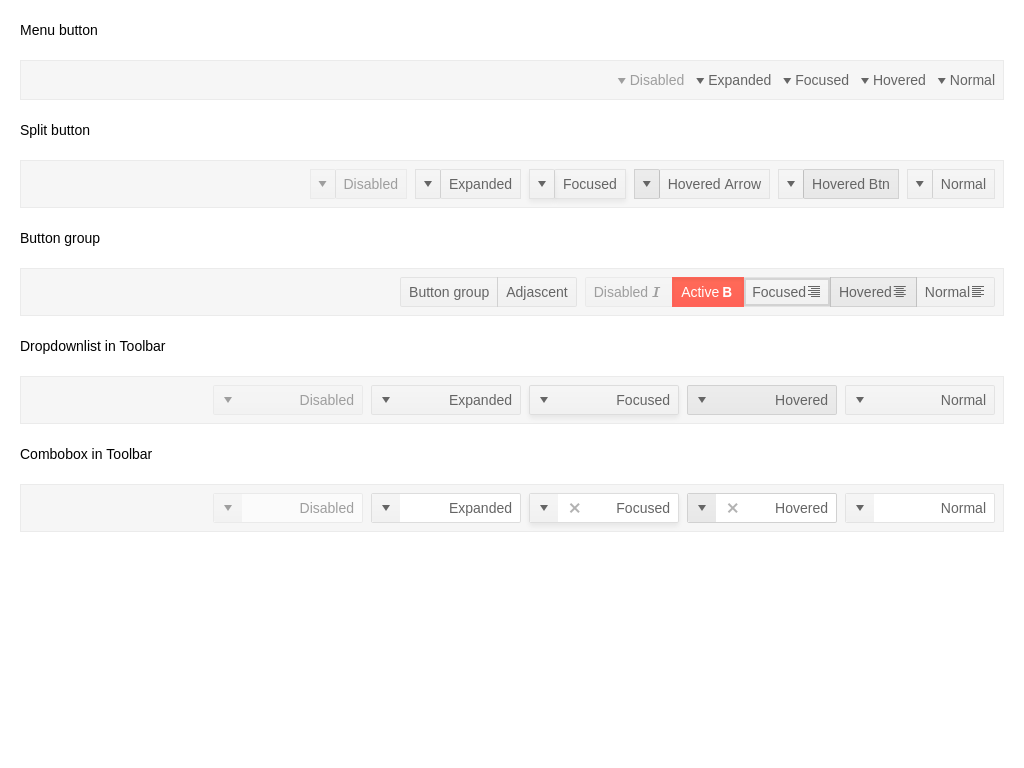 Menu button
Disabled Expanded Focused Hovered Normal
Split button
Disabled Expanded Focused Hovered Arrow Hovered Btn Normal
Button group
Button group Adjascent Disabled I Active B Focused Hovered Normal
Dropdownlist in Toolbar
Disabled Expanded Focused Hovered Normal
Combobox in Toolbar
Disabled Expanded Focused Hovered Normal